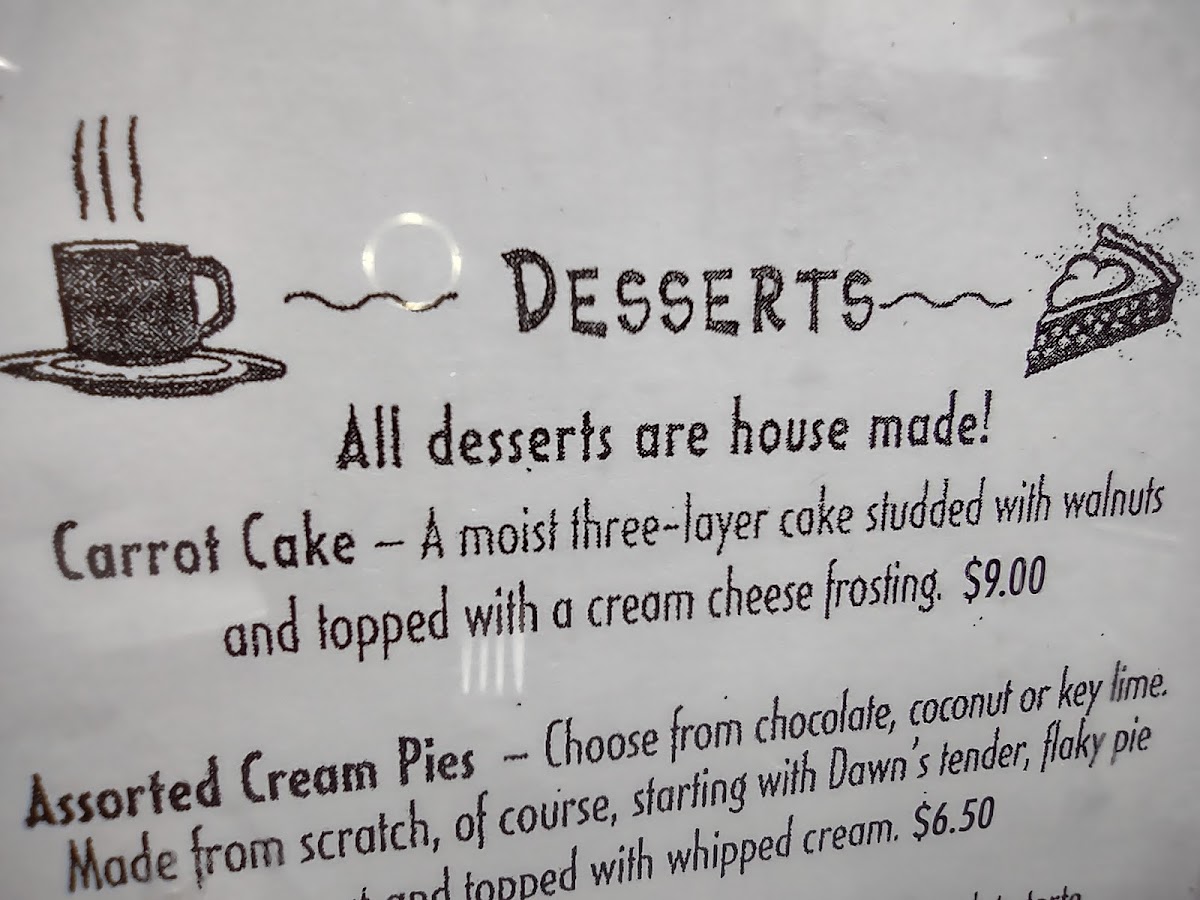 DESSERTS
All desserts are house made!
Carrot Cake – A moist three-layer cake studded with walnuts
and topped with a cream cheese frosting. $9.00
Assorted Cream Pies – Choose from chocolate, coconut or key lime.
Made from scratch, of course, starting with Dawn's tender, flaky pie
and topped with whipped cream. $6.50